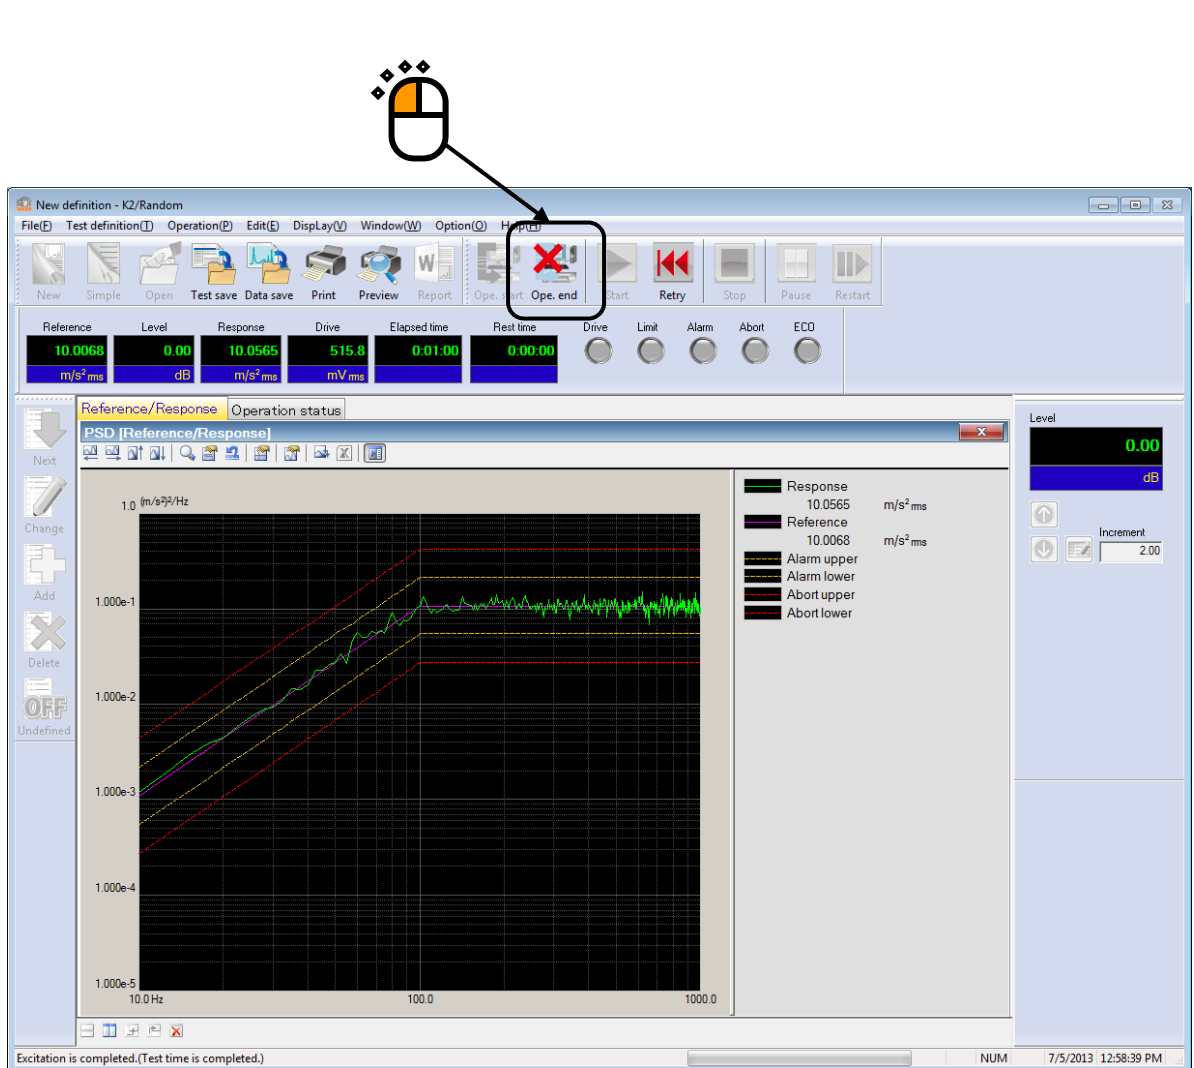 New definition - K2/Random
File(F) Test definition(T) Operation(P) Edit(E) DispLay(V) Window(W) Option(O) Help(H)
New Simple Open Test save Data save Print Preview Report Ope. start Ope. end Start Retry Stop Pause Restart
Reference Level Response Drive Elapsed time Rest time Drive Limit Alarm Abort ECO
10.0068 0.00 10.0565 515.8 0:01:00 0:00:00
m/s² rms dB m/s² rms mV rms
Reference/Response Operation status
PSD [Reference/Response]
Next
Change
Add
Delete
OFF
Undefined
1.0 (m/s²)²/Hz
1.000e-1
1.000e-2
1.000e-3
1.000e-4
1.000e-5
10.0 Hz 100.0 1000.0
Response
10.0565 m/s² rms
Reference
10.0068 m/s² rms
Alarm upper
Alarm lower
Abort upper
Abort lower
Level
0.00
dB
Increment
2.00
Excitation is completed.(Test time is completed.) NUM 7/5/2013 12:58:39 PM